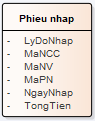 Phieu nhap
- LyDoNhap
- MaNCC
- MaNV
- MaPN
- NgayNhap
- TongTien